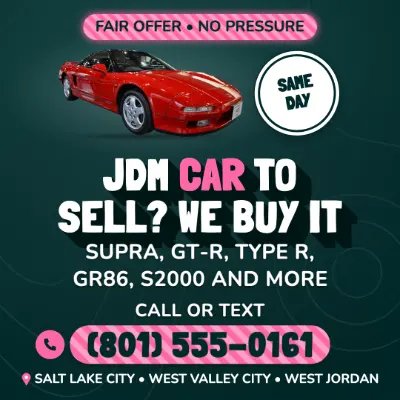 FAIR OFFER • NO PRESSURE
SAME
DAY
JDM CAR TO
SELL? WE BUY IT
SUPRA, GT-R, TYPE R,
GR86, S2000 AND MORE
CALL OR TEXT
(801) 555-0161
SALT LAKE CITY • WEST VALLEY CITY • WEST JORDAN